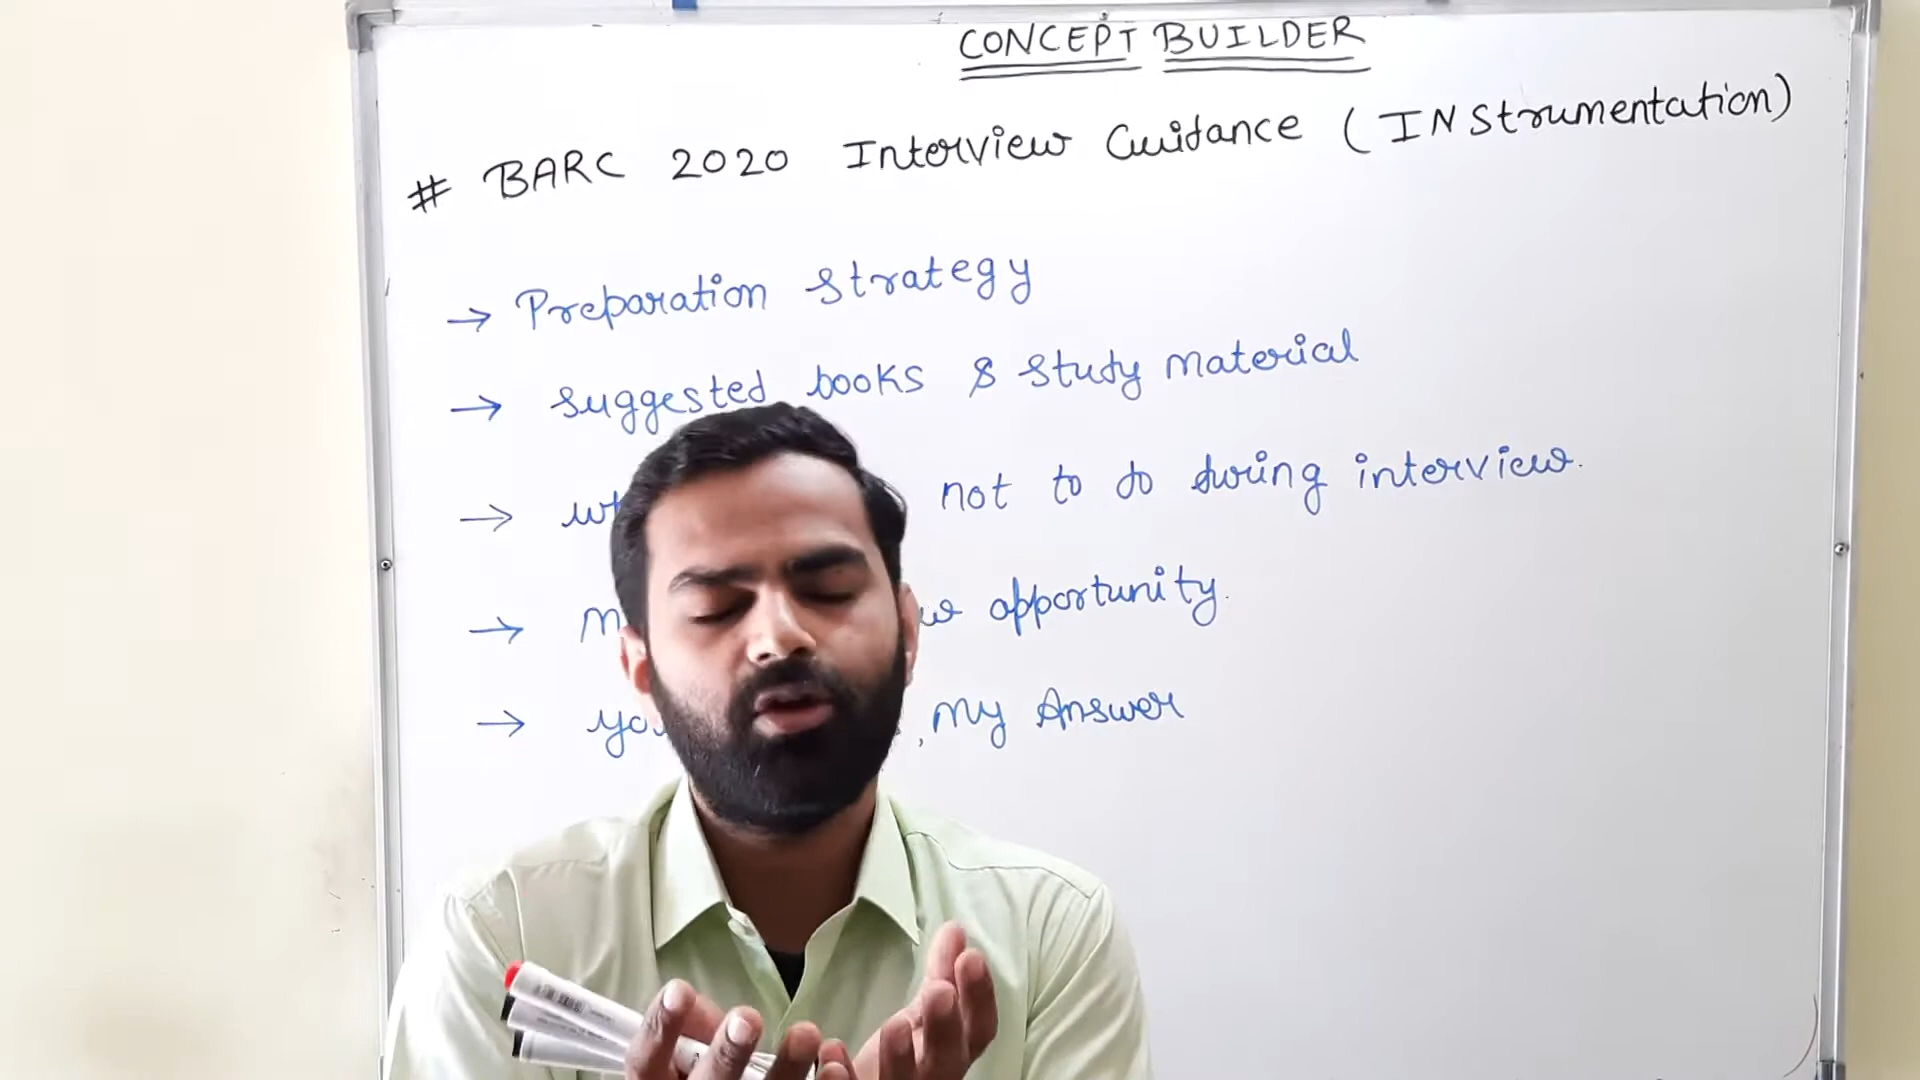 CONCEPT BUILDER
# BARC 2020 Interview Guidance (INStrumentation)
→ Preparation strategy
→ suggested books & study material
→ not to do during interview.
→ opportunity.
→ , My Answer